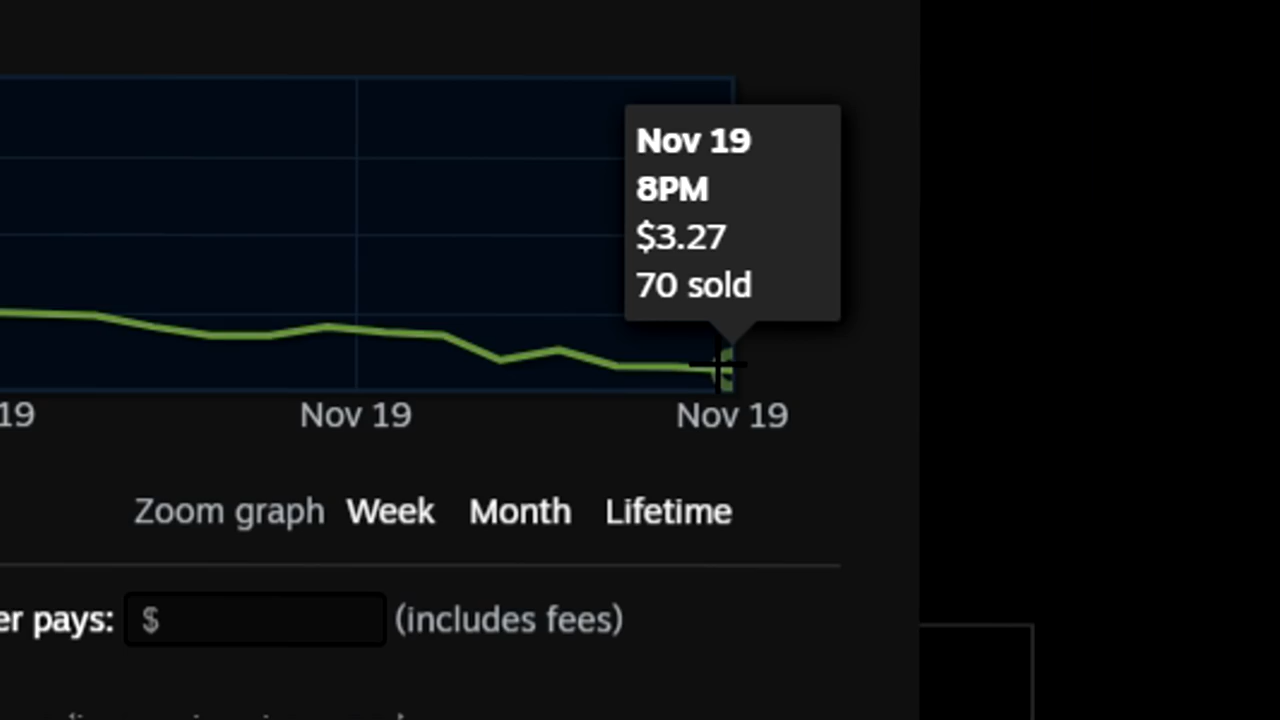 Nov 19
8PM
$3.27
70 sold
19 Nov 19 Nov 19
Zoom graph Week Month Lifetime
er pays: $ (includes fees)